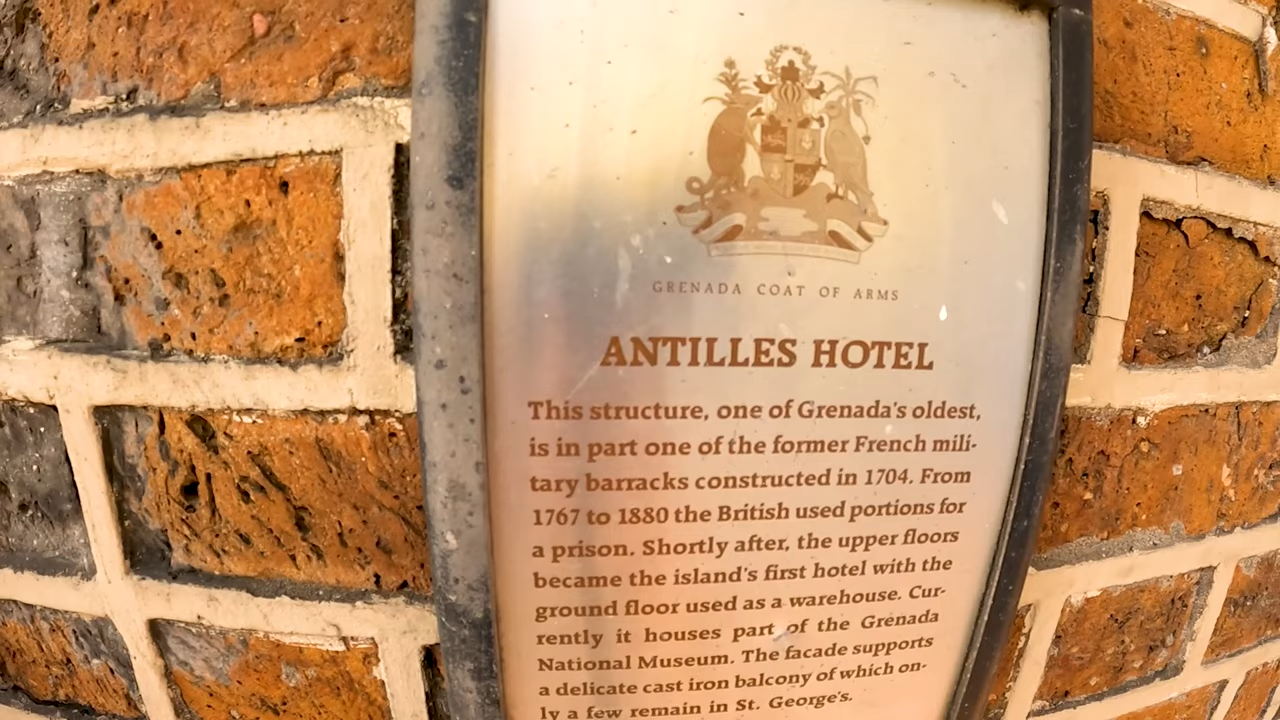 GRENADA COAT OF ARMS
ANTILLES HOTEL
This structure, one of Grenada's oldest,
is in part one of the former French mili-
tary barracks constructed in 1704. From
1767 to 1880 the British used portions for
a prison. Shortly after, the upper floors
became the island's first hotel with the
ground floor used as a warehouse. Cur-
rently it houses part of the Grenada
National Museum. The facade supports
a delicate cast iron balcony of which on-
ly a few remain in St. George's.